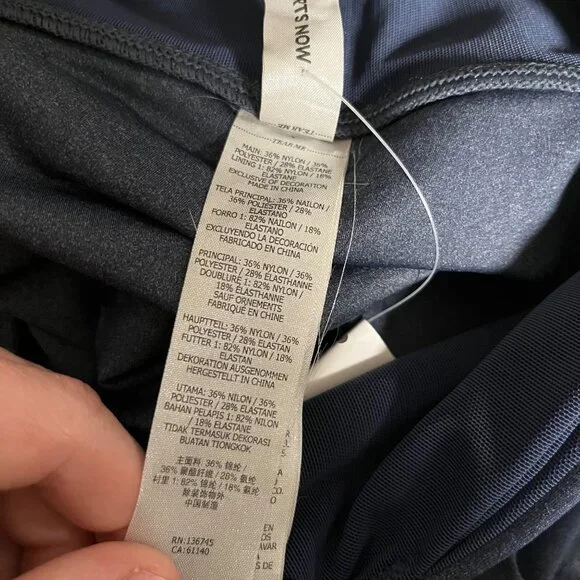 RTS NOW
TEAR ME
TEAR ME
MAIN: 36% NYLON / 36%
POLYESTER / 28% ELASTANE
LINING 1: 82% NYLON / 18%
ELASTANE
EXCLUSIVE OF DECORATION
MADE IN CHINA
TELA PRINCIPAL: 36% NAILON /
36% POLIESTER / 28%
ELASTANO
FORRO 1: 82% NAILON / 18%
ELASTANO
EXCLUYENDO LA DECORACIÓN
FABRICADO EN CHINA
PRINCIPAL: 36% NYLON / 36%
POLYESTER / 28% ELASTHANNE
DOUBLURE 1: 82% NYLON /
18% ELASTHANNE
SAUF ORNEMENTS
FABRIQUE EN CHINE
HAUPTTEIL: 36% NYLON / 36%
POLYESTER / 28% ELASTAN
FUTTER 1: 82% NYLON / 18%
ELASTAN
DEKORATION AUSGENOMMEN
HERGESTELLT IN CHINA
UTAMA: 36% NILON / 36%
POLIESTER / 28% ELASTANE
BAHAN PELAPIS 1: 82% NILON
/ 18% ELASTANE
TIDAK TERMASUK DEKORASI
BUATAN TIONGKOK
主面料 36% 锦纶/
36% 聚酯纤维 / 28% 氨纶
衬里 1: 82% 锦纶 / 18% 氨纶
除装饰物外
中国制造
RN: 136745
CA: 61140